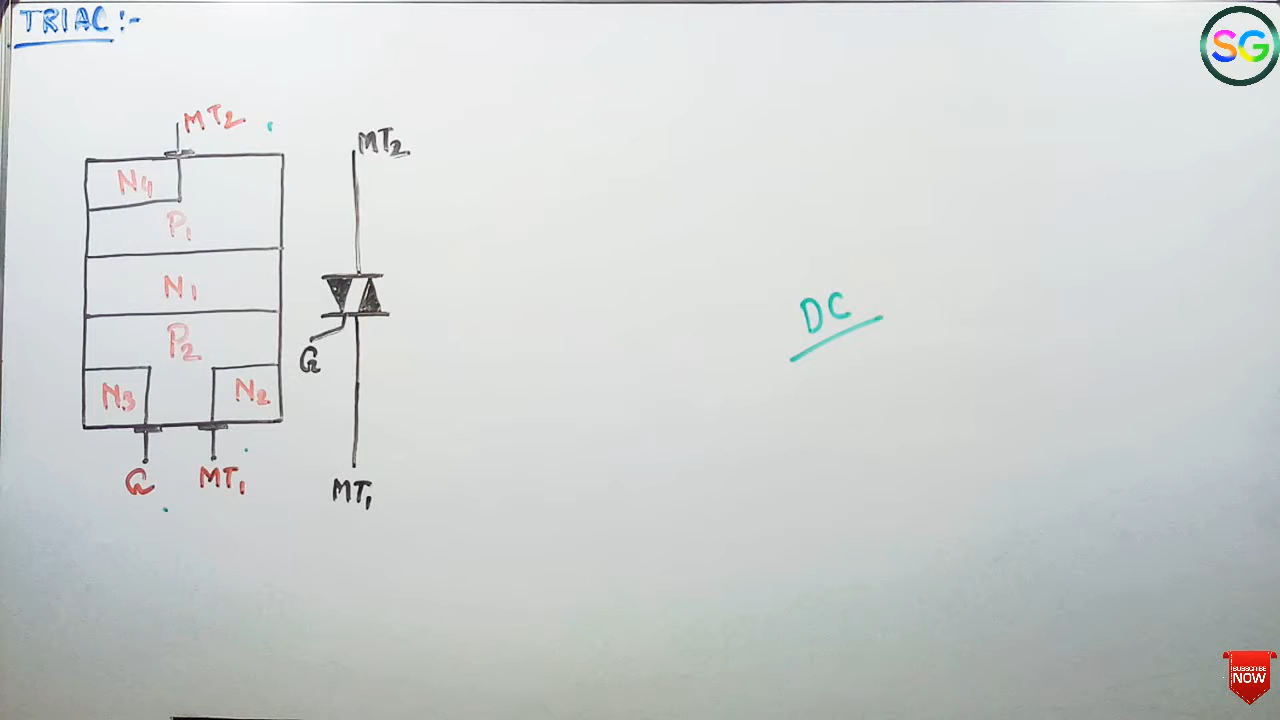 TRIAC :-
SG
MT2
MT2
N4
P1
N1
P2
G
N3
N2
G
MT1
MT1
DC
SUBSCRIBE
NOW